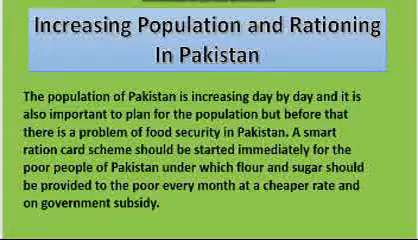 Increasing Population and Rationing
In Pakistan
The population of Pakistan is increasing day by day and it is
also important to plan for the population but before that
there is a problem of food security in Pakistan. A smart
ration card scheme should be started immediately for the
poor people of Pakistan under which flour and sugar should
be provided to the poor every month at a cheaper rate and
on government subsidy.